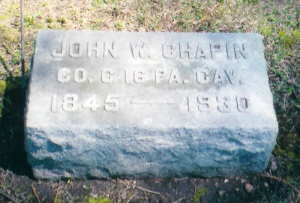 JOHN W. CHAPIN
CO. C 16 PA. CAV.
1845 — 1930